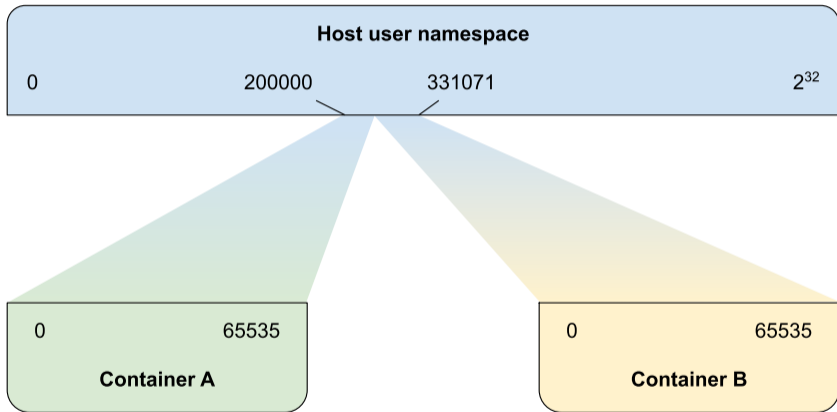 Host user namespace
0 200000 331071 2³²
0 65535 0 65535
Container A Container B